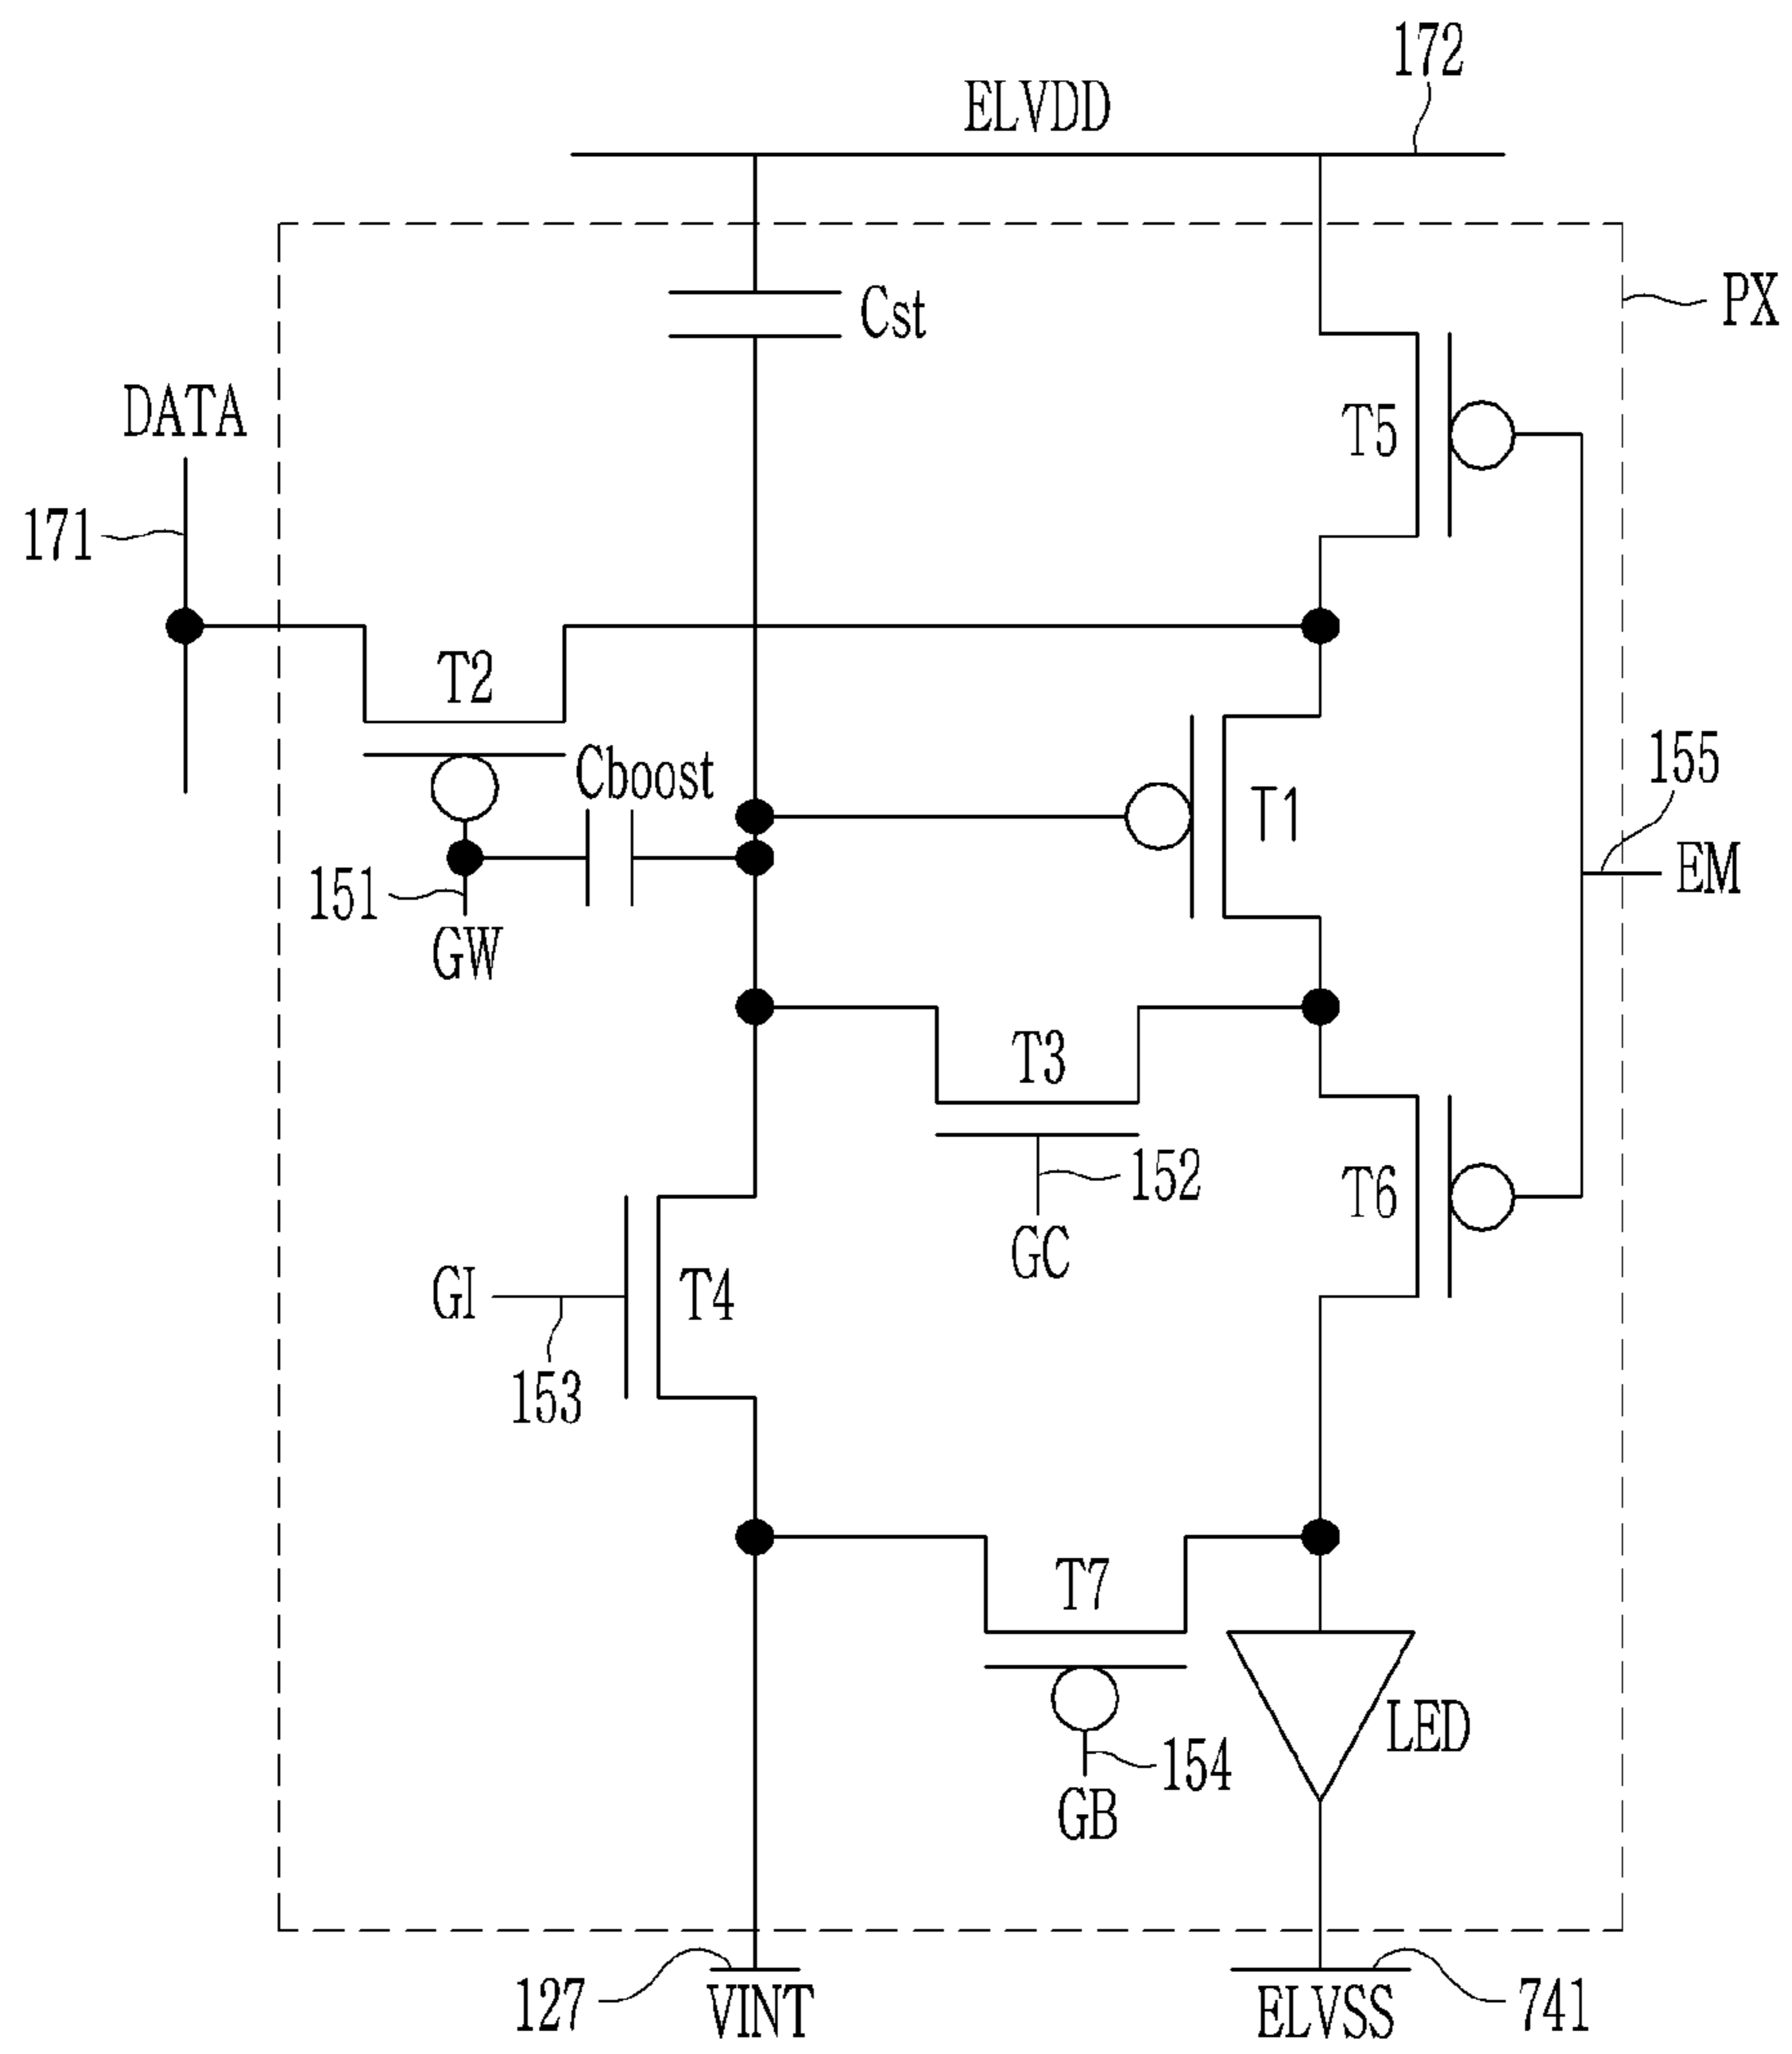 172
ELVDD
PX
Cst
DATA
T5
171
T2
Cboost
T1
155
EM
151
GW
T3
152
T6
GC
GI
T4
153
T7
LED
154
GB
127
VINT
ELVSS
741